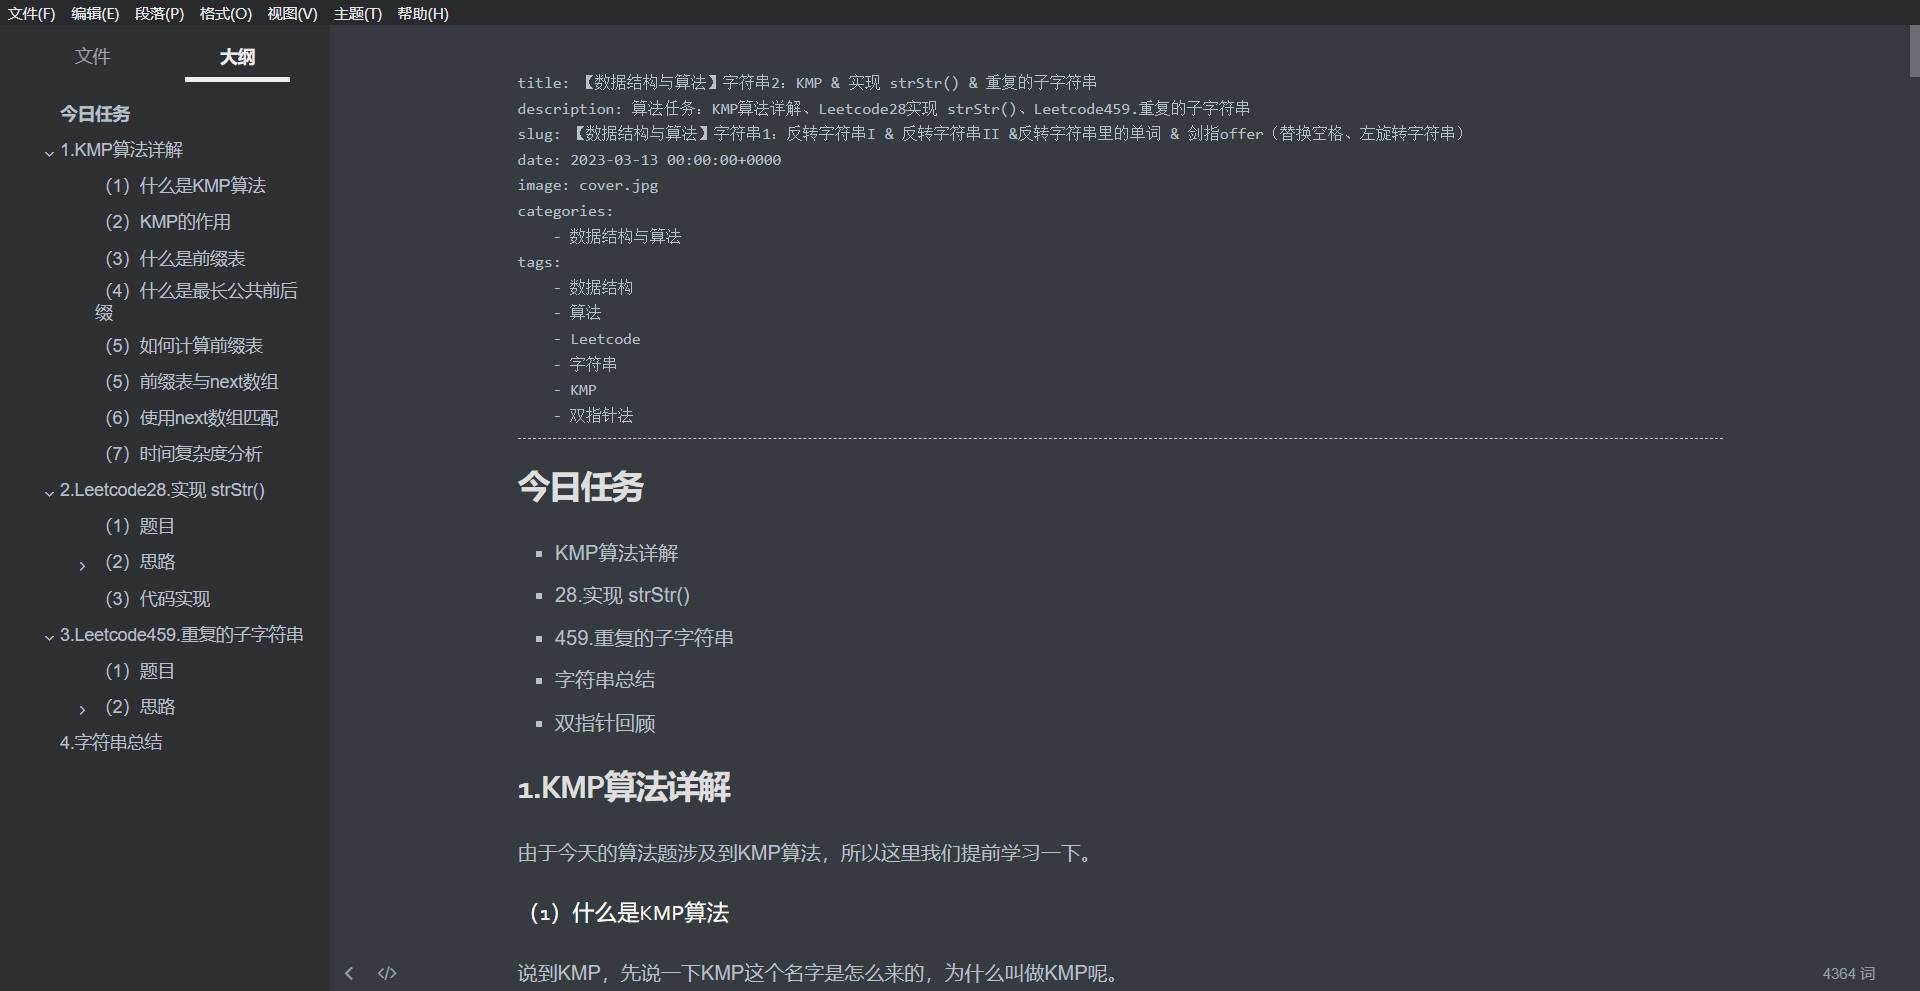 文件(F) 编辑(E) 段落(P) 格式(O) 视图(V) 主题(T) 帮助(H)
文件 大纲
今日任务
1.KMP算法详解
（1）什么是KMP算法
（2）KMP的作用
（3）什么是前缀表
（4）什么是最长公共前后
缀
（5）如何计算前缀表
（5）前缀表与next数组
（6）使用next数组匹配
（7）时间复杂度分析
2.Leetcode28.实现 strStr()
（1）题目
（2）思路
（3）代码实现
3.Leetcode459.重复的子字符串
（1）题目
（2）思路
4.字符串总结
title: 【数据结构与算法】字符串2：KMP & 实现 strStr() & 重复的子字符串
description: 算法任务：KMP算法详解、Leetcode28实现 strStr()、Leetcode459.重复的子字符串
slug: 【数据结构与算法】字符串1：反转字符串I & 反转字符串II &反转字符串里的单词 & 剑指offer（替换空格、左旋转字符串）
date: 2023-03-13 00:00:00+0000
image: cover.jpg
categories:
- 数据结构与算法
tags:
- 数据结构
- 算法
- Leetcode
- 字符串
- KMP
- 双指针法
今日任务
KMP算法详解
28.实现 strStr()
459.重复的子字符串
字符串总结
双指针回顾
1.KMP算法详解
由于今天的算法题涉及到KMP算法，所以这里我们提前学习一下。
（1）什么是KMP算法
说到KMP，先说一下KMP这个名字是怎么来的，为什么叫做KMP呢。
</> 4364 词